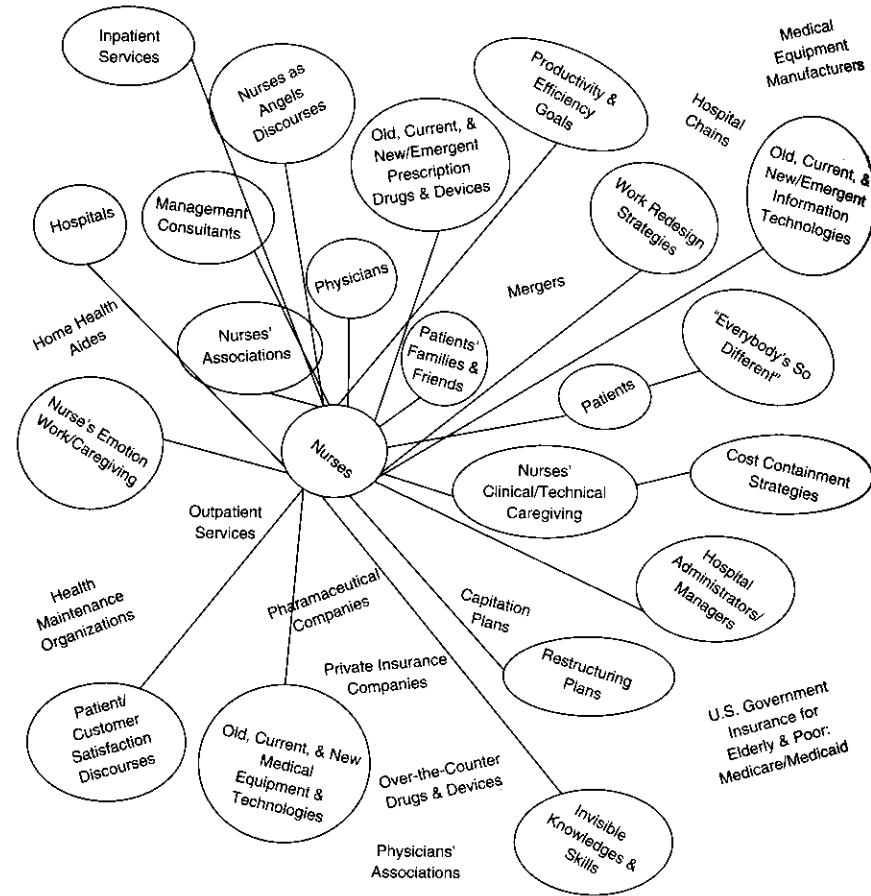 Inpatient
Services
Nurses as
Angels
Discourses
Productivity &
Efficiency
Goals
Medical
Equipment
Manufacturers
Hospital
Chains
Old, Current, &
New/Emergent
Prescription
Drugs & Devices
Old, Current, &
New/Emergent
Information
Technologies
Work Redesign
Strategies
Hospitals
Management
Consultants
Physicians
Mergers
Home Health
Aides
Nurses'
Associations
Patients'
Families &
Friends
"Everybody's So
Different"
Patients
Nurse's Emotion
Work/Caregiving
Nurses
Nurses'
Clinical/Technical
Caregiving
Cost Containment
Strategies
Outpatient
Services
Hospital
Administrators/
Managers
Health
Maintenance
Organizations
Pharamaceutical
Companies
Capitation
Plans
Private Insurance
Companies
Restructuring
Plans
Patient/
Customer
Satisfaction
Discourses
Old, Current, & New
Medical
Equipment &
Technologies
U.S. Government
Insurance for
Elderly & Poor:
Medicare/Medicaid
Over-the-Counter
Drugs & Devices
Invisible
Knowledges &
Skills
Physicians'
Associations